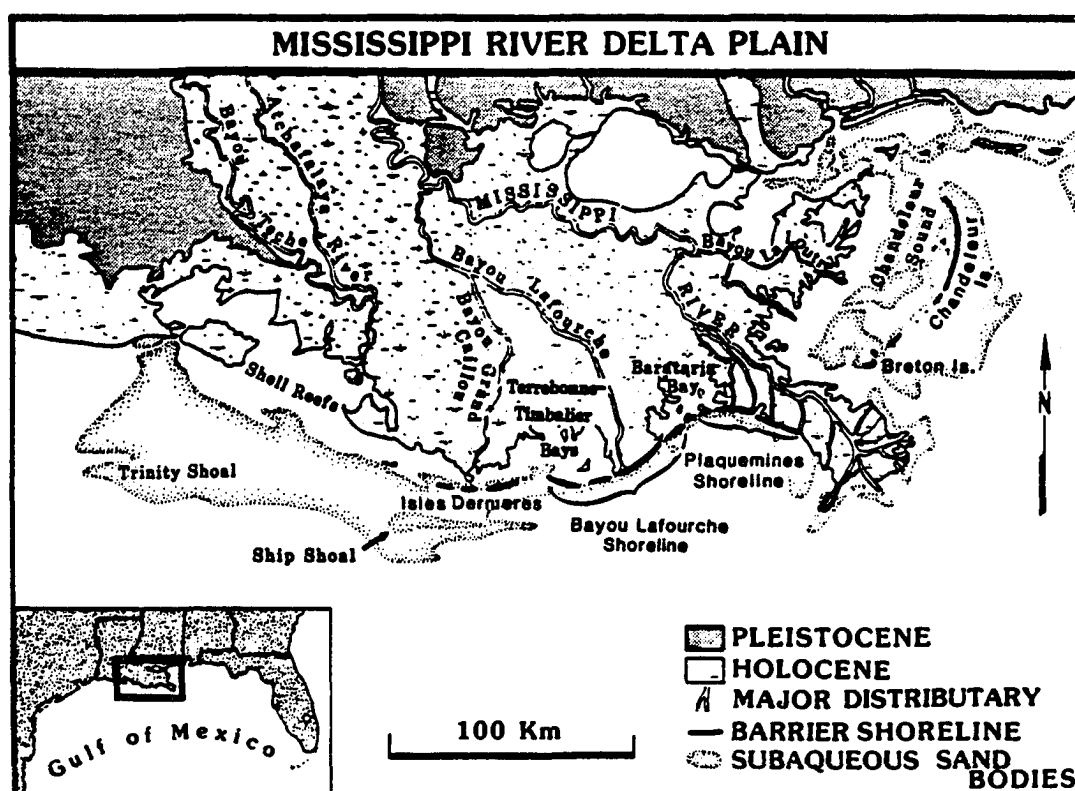 MISSISSIPPI RIVER DELTA PLAIN
Bayou Teche
Atchafalaya River
MISSISSIPPI
RIVER
Bayou La
Bayou Lafourche
Bayou Grand Caillou
Chandeleur
Sound
Chandeleur
Is.
Breton Is.
Shell Reefs
Terrebonne
Timbalier
Bays
Barataria
Bay
Trinity Shoal
Isles Dernieres
Plaquemines
Shoreline
Bayou Lafourche
Shoreline
Ship Shoal
N
Gulf of Mexico
100 Km
PLEISTOCENE
HOLOCENE
MAJOR DISTRIBUTARY
BARRIER SHORELINE
SUBAQUEOUS SAND
BODIES